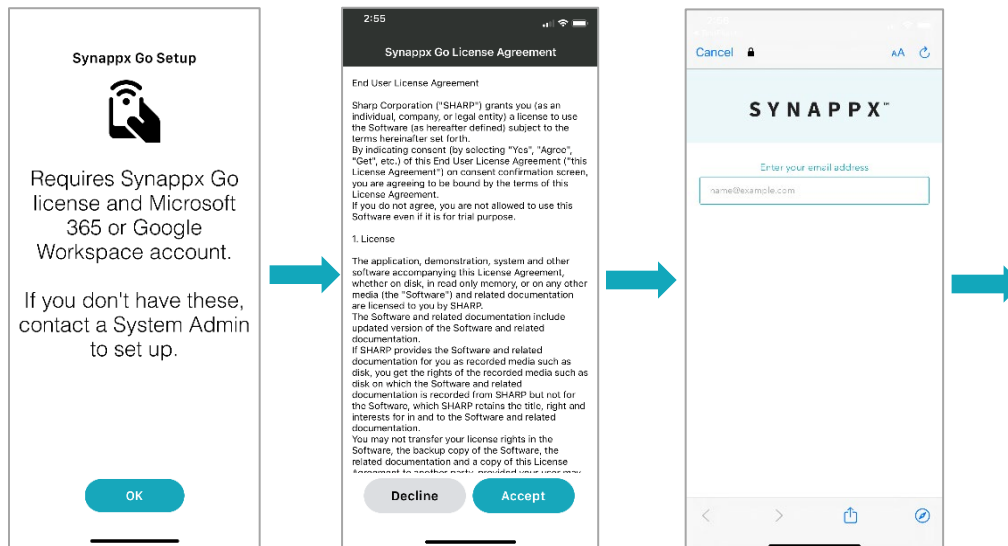 Synappx Go Setup
Requires Synappx Go
license and Microsoft
365 or Google
Workspace account.
If you don't have these,
contact a System Admin
to set up.
OK
2:55
Synappx Go License Agreement
End User License Agreement
Sharp Corporation ("SHARP") grants you (as an
individual, company, or legal entity) a license to use
the Software (as hereafter defined) subject to the
terms hereinafter set forth.
By indicating consent (by selecting "Yes", "Agree",
"Get", etc.) of this End User License Agreement ("this
License Agreement") on consent confirmation screen,
you are agreeing to be bound by the terms of this
License Agreement.
If you do not agree, you are not allowed to use this
Software even if it is for trial purpose.
1. License
The application, demonstration, system and other
software accompanying this License Agreement,
whether on disk, in read only memory, or on any other
media (the "Software") and related documentation
are licensed to you by SHARP.
The Software and related documentation include
updated version of the Software and related
documentation.
If SHARP provides the Software and related
documentation for you as recorded media such as
disk, you get the rights of the recorded media such as
disk on which the Software and related
documentation is recorded from SHARP but not for
the Software, which SHARP retains the title, right and
interests for in and to the Software and related
documentation.
You may not transfer your license rights in the
Software, the backup copy of the Software, the
related documentation and a copy of this License
Agreement to another party, provided your user may
Decline
Accept
Cancel
AA
SYNAPPX™
Enter your email address
name@example.com